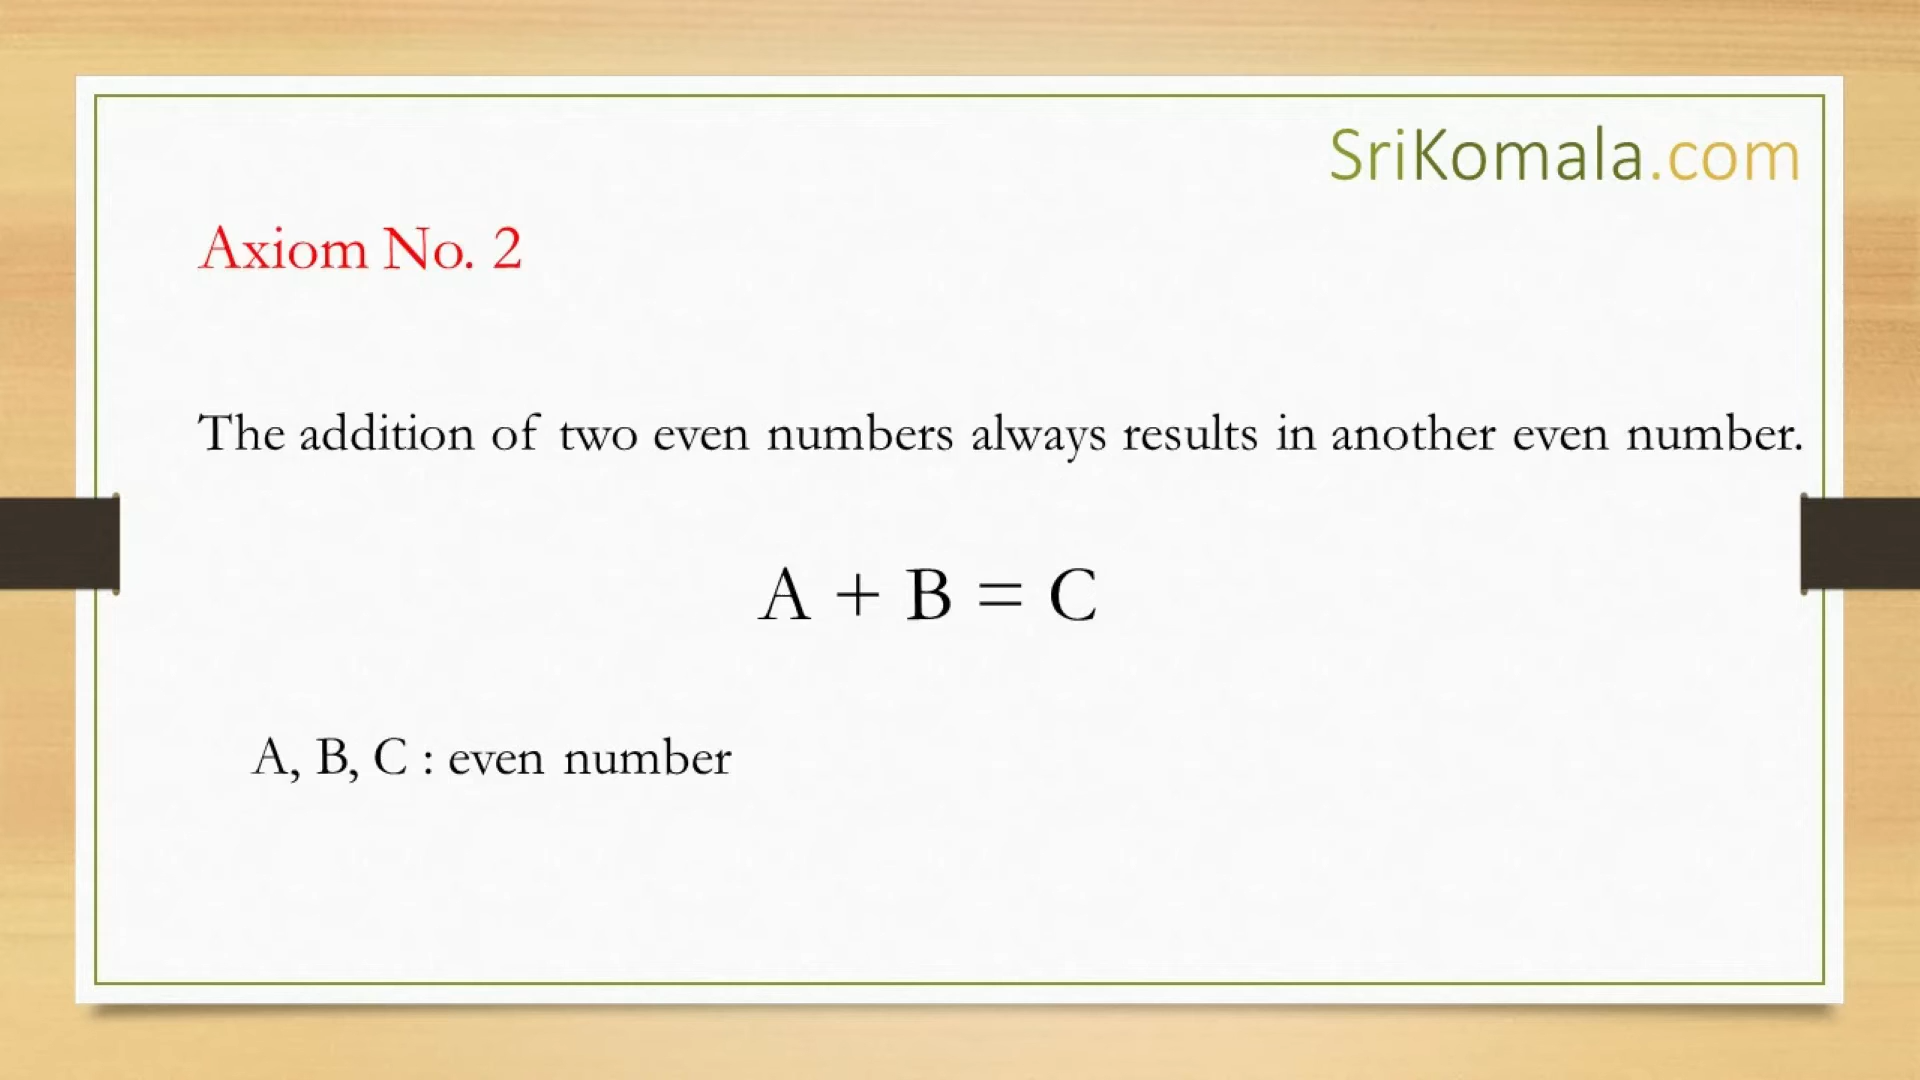 SriKomala.com
Axiom No. 2
The addition of two even numbers always results in another even number.
A + B = C
A, B, C : even number